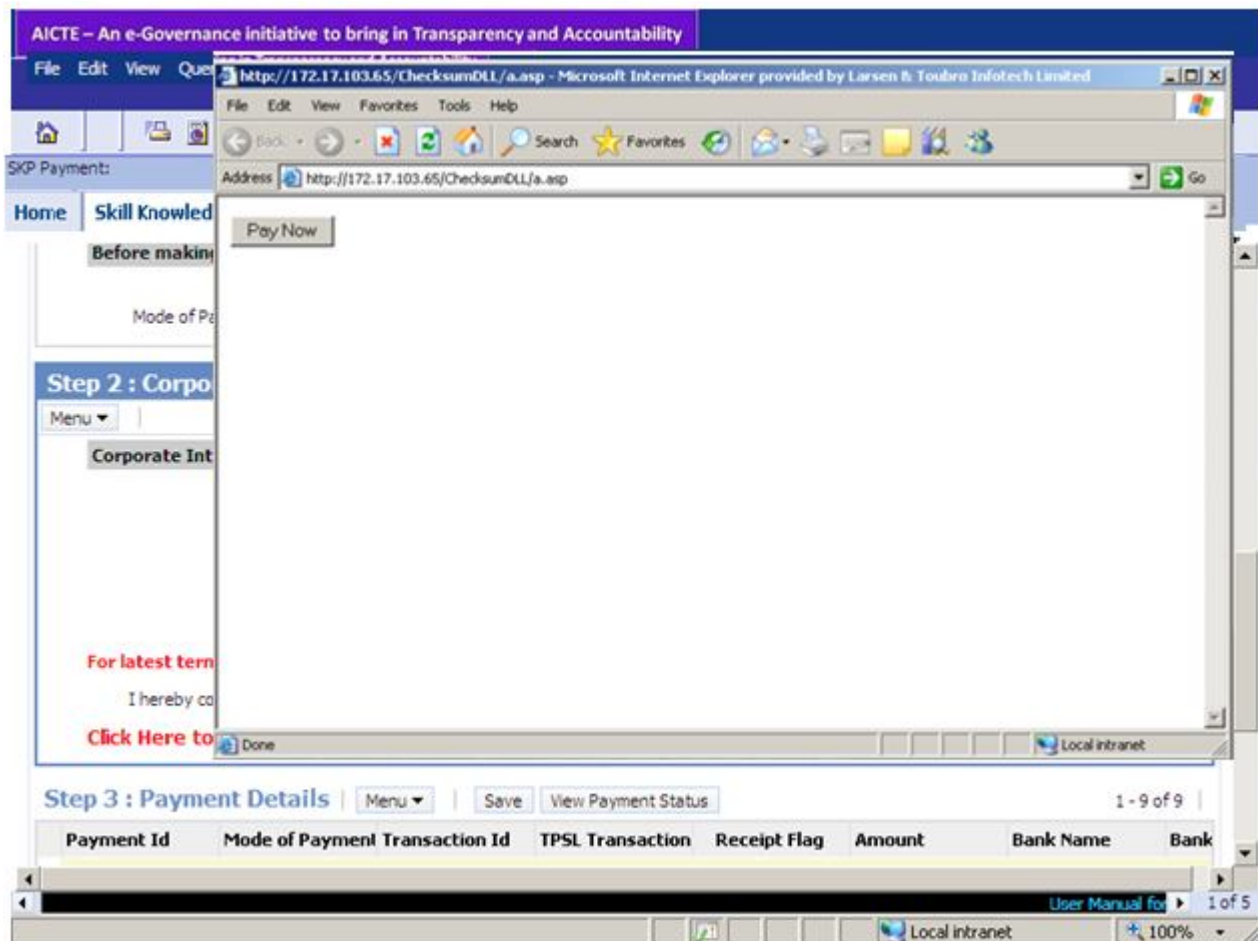 AICTE – An e-Governance initiative to bring in Transparency and Accountability
File Edit View Que
http://172.17.103.65/ChecksumDLL/a.asp - Microsoft Internet Explorer provided by Larsen & Toubro Infotech Limited
File Edit View Favorites Tools Help
Back Search Favorites
SKP Payment:
Address http://172.17.103.65/ChecksumDLL/a.asp Go
Home Skill Knowled
Pay Now
Before making
Mode of Pa
Step 2 : Corpo
Menu
Corporate Int
For latest term
I hereby co
Click Here to
Done Local intranet
Step 3 : Payment Details Menu Save View Payment Status 1 - 9 of 9
Payment Id Mode of Payment Transaction Id TPSL Transaction Receipt Flag Amount Bank Name Bank
User Manual for 1 of 5
Local intranet 100%